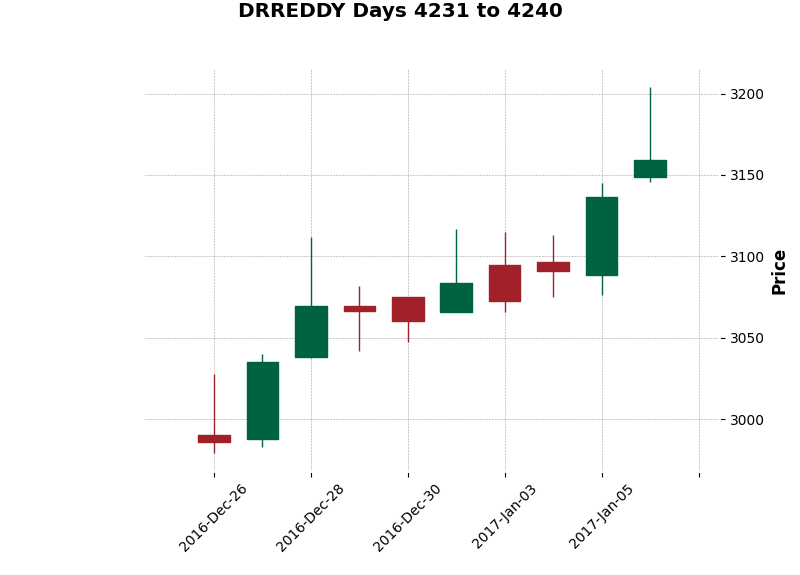 DRREDDY Days 4231 to 4240
3200
3150
3100
3050
3000
Price
2016-Dec-26
2016-Dec-28
2016-Dec-30
2017-Jan-03
2017-Jan-05